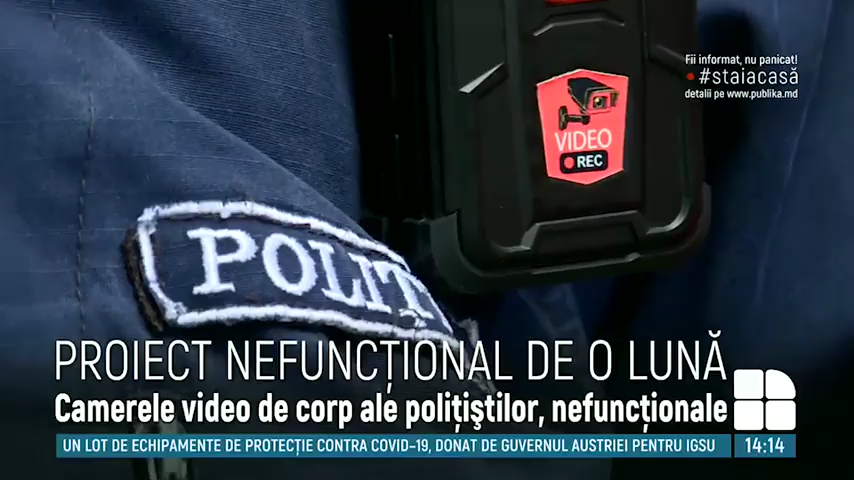 Fii informat, nu panicat!
#staiacasă
detalii pe www.publika.md
VIDEO
REC
POLIȚ
PROIECT NEFUNCȚIONAL DE O LUNĂ
Camerele video de corp ale polițiştilor, nefuncționale
UN LOT DE ECHIPAMENTE DE PROTECȚIE CONTRA COVID-19, DONAT DE GUVERNUL AUSTRIEI PENTRU IGSU
14:14